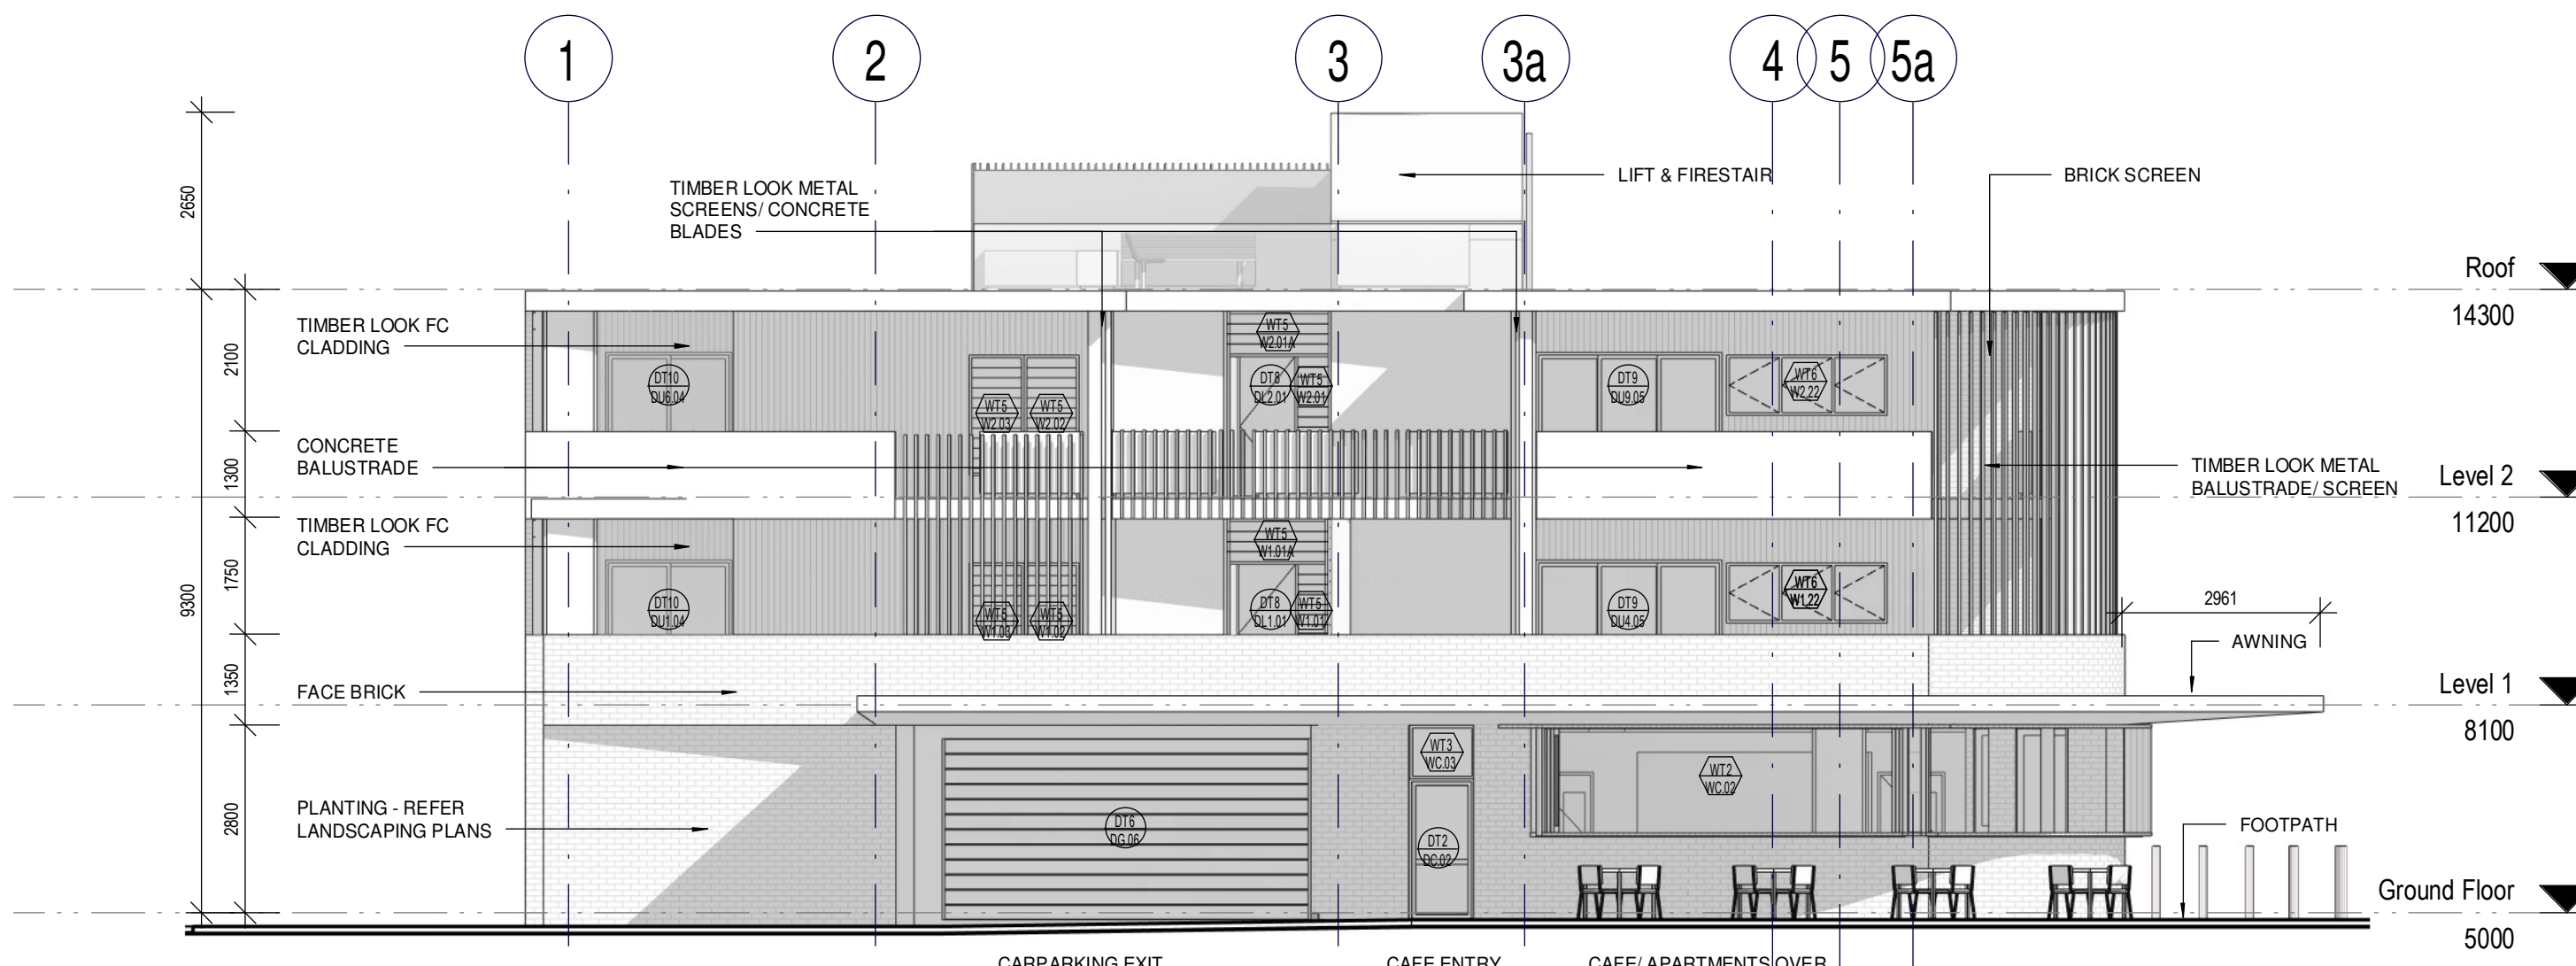 1
2
3
3a
4
5
5a
2650
9300
2100
1300
1750
1350
2800
TIMBER LOOK METAL
SCREENS/ CONCRETE
BLADES
LIFT & FIRESTAIR
BRICK SCREEN
Roof
14300
TIMBER LOOK FC
CLADDING
WT5
W2.01A
DT10
DU6.04
WT5
W2.03
WT5
W2.02
DT8
DL2.01
WT5
W2.01
DT9
DU9.05
WT6
W2.22
CONCRETE
BALUSTRADE
TIMBER LOOK METAL
BALUSTRADE/ SCREEN
Level 2
11200
TIMBER LOOK FC
CLADDING
WT5
W1.01A
DT10
DU1.04
WT5
W1.03
WT5
W1.02
DT8
DL1.01
WT5
W1.01
DT9
DU4.05
WT6
W1.22
2961
AWNING
FACE BRICK
Level 1
8100
WT3
WC.03
WT2
WC.02
PLANTING - REFER
LANDSCAPING PLANS
DT6
DG.06
DT2
DC.02
FOOTPATH
Ground Floor
5000
CARPARKING EXIT
CAFE ENTRY
CAFE/ APARTMENTS OVER